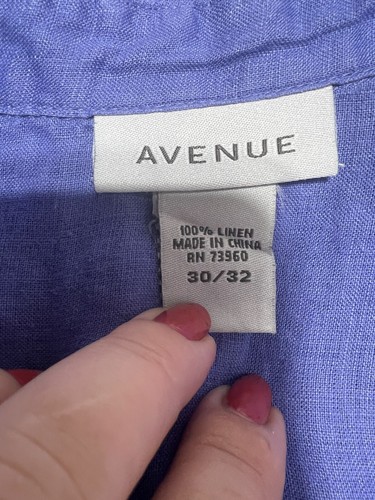 AVENUE
100% LINEN
MADE IN CHINA
RN 73960
30/32